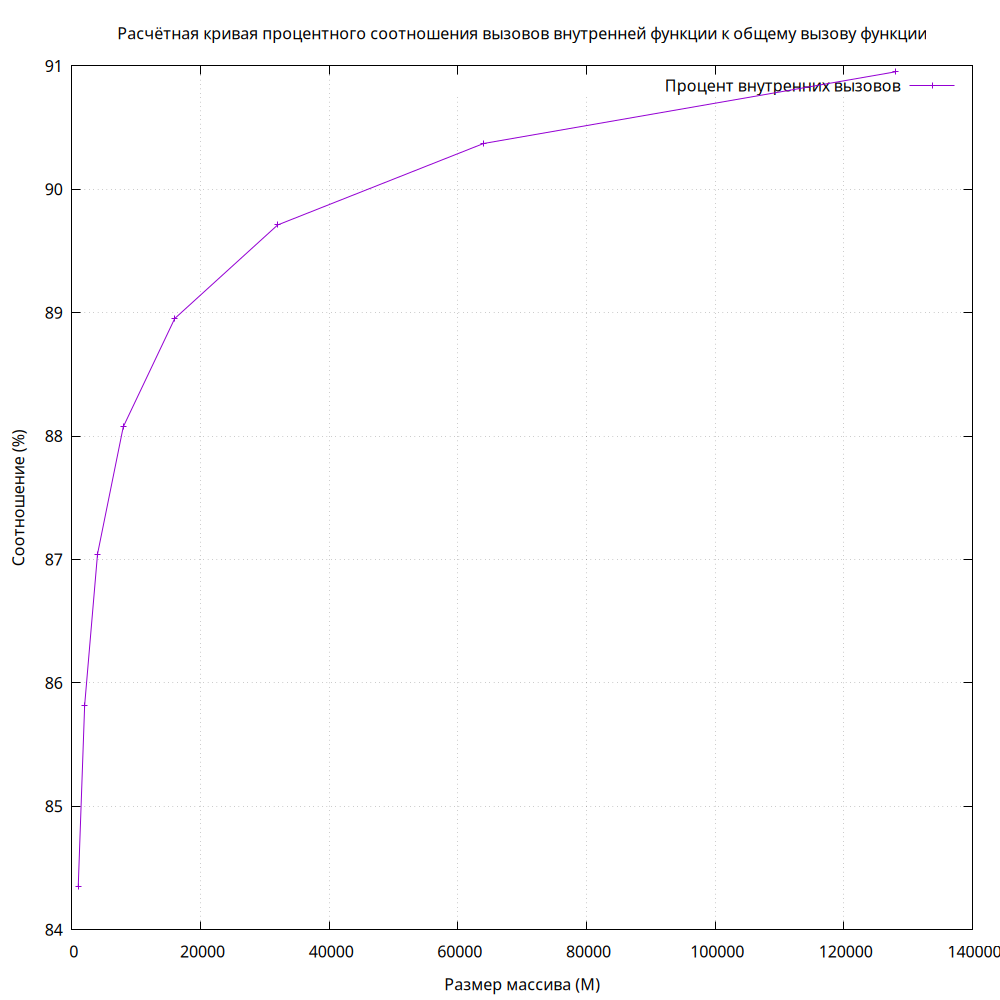 Расчётная кривая процентного соотношения вызовов внутренней функции к общему вызову функции
91
Процент внутренних вызовов
90
89
88
87
86
85
84
Соотношение (%)
0 20000 40000 60000 80000 100000 120000 140000
Размер массива (M)